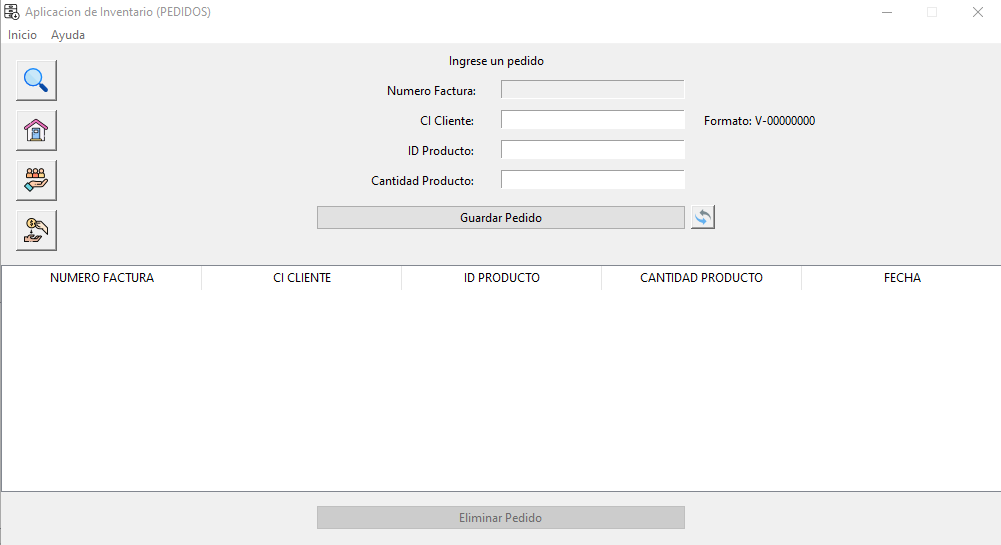 Aplicacion de Inventario (PEDIDOS)
Inicio Ayuda
Ingrese un pedido
Numero Factura:
CI Cliente: Formato: V-00000000
ID Producto:
Cantidad Producto:
Guardar Pedido
NUMERO FACTURA CI CLIENTE ID PRODUCTO CANTIDAD PRODUCTO FECHA
Eliminar Pedido